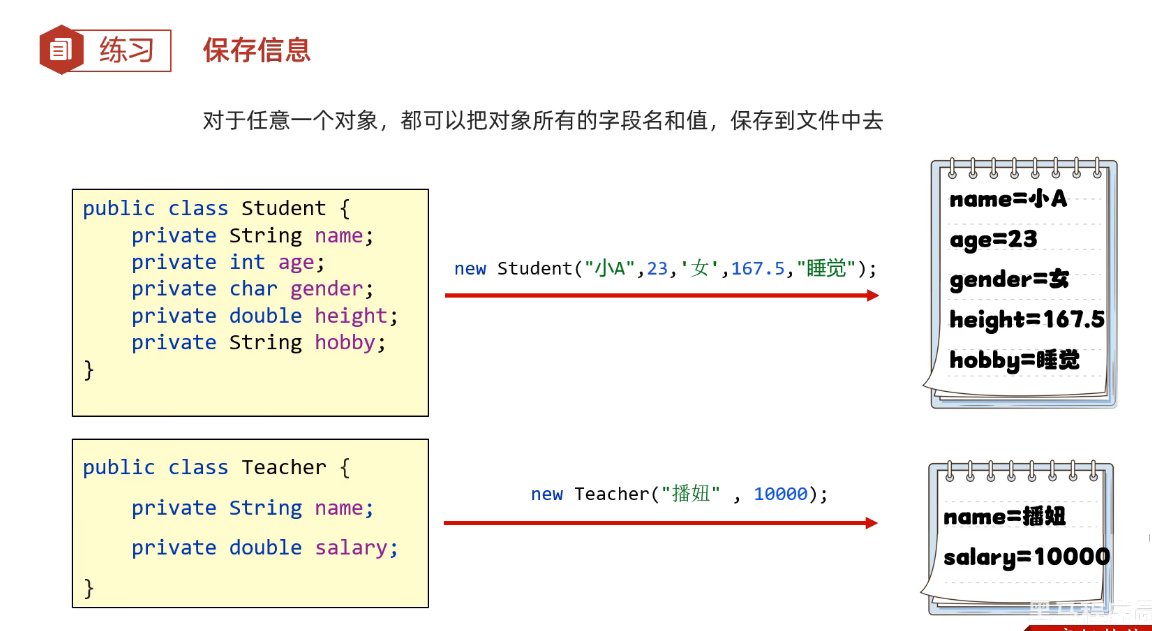 练习 保存信息
对于任意一个对象，都可以把对象所有的字段名和值，保存到文件中去
public class Student {
private String name;
private int age;
private char gender;
private double height;
private String hobby;
}
new Student("小A",23,'女',167.5,"睡觉");
name=小A
age=23
gender=女
height=167.5
hobby=睡觉
public class Teacher {
private String name;
private double salary;
}
new Teacher("播妞" , 10000);
name=播妞
salary=10000